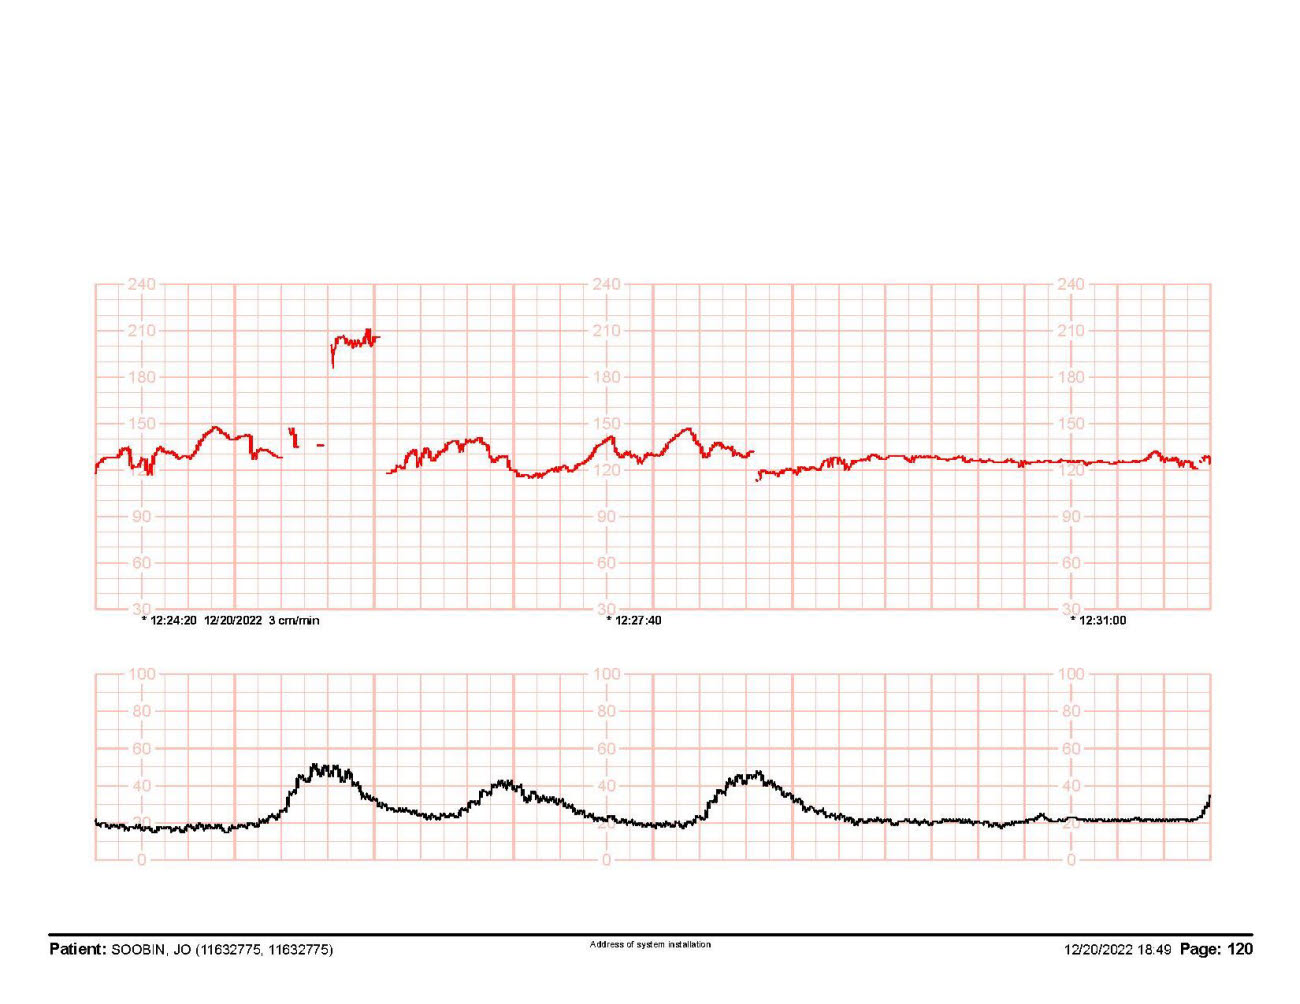 240 240 240
210 210 210
180 180 180
150 150 150
120 120 120
90 90 90
60 60 60
30 30 30
* 12:24:20 12/20/2022 3 cm/min * 12:27:40 * 12:31:00
100 100 100
80 80 80
60 60 60
40 40 40
20 20 20
0 0 0
Patient: SOOBIN, JO (11632775, 11632775) Address of system installation 12/20/2022 18:49 Page: 120